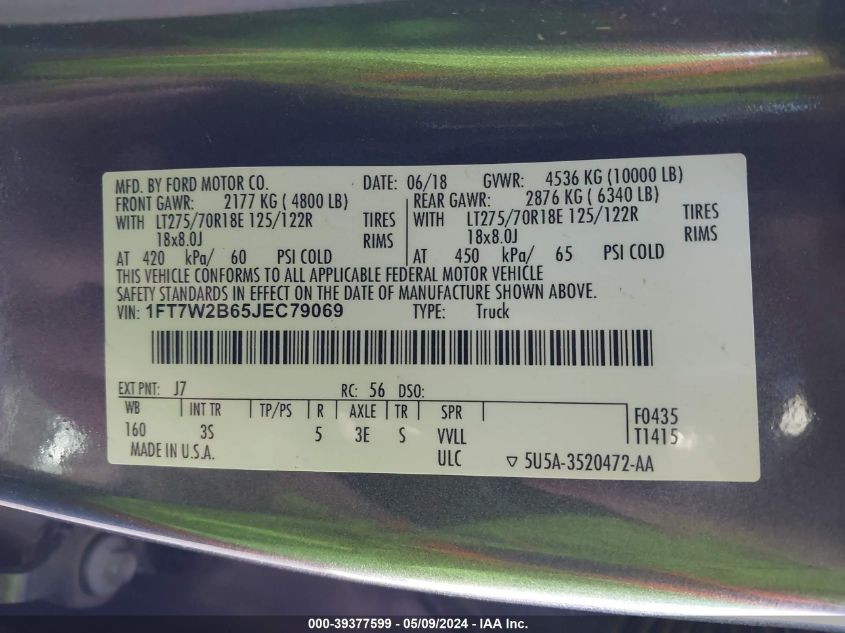 MFD. BY FORD MOTOR CO. DATE: 06/18 GVWR: 4536 KG (10000 LB)
FRONT GAWR: 2177 KG ( 4800 LB) REAR GAWR: 2876 KG ( 6340 LB)
WITH LT275/70R18E 125/122R TIRES WITH LT275/70R18E 125/122R TIRES
18x8.0J RIMS 18x8.0J RIMS
AT 420 kPa/ 60 PSI COLD AT 450 kPa/ 65 PSI COLD
THIS VEHICLE CONFORMS TO ALL APPLICABLE FEDERAL MOTOR VEHICLE
SAFETY STANDARDS IN EFFECT ON THE DATE OF MANUFACTURE SHOWN ABOVE.
VIN: 1FT7W2B65JEC79069 TYPE: Truck
EXT PNT: J7 RC: 56 DSO:
WB INT TR TP/PS R AXLE TR SPR F0435
160 3S 5 3E S VVLL T1415
MADE IN U.S.A. ULC ▽ 5U5A-3520472-AA
000-39377599 - 05/09/2024 - IAA Inc.